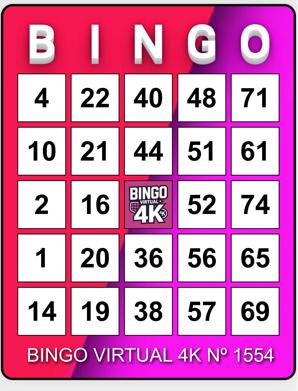 B I N G O
4 22 40 48 71
10 21 44 51 61
2 16 BINGO VIRTUAL 4K 52 74
1 20 36 56 65
14 19 38 57 69
BINGO VIRTUAL 4K Nº 1554